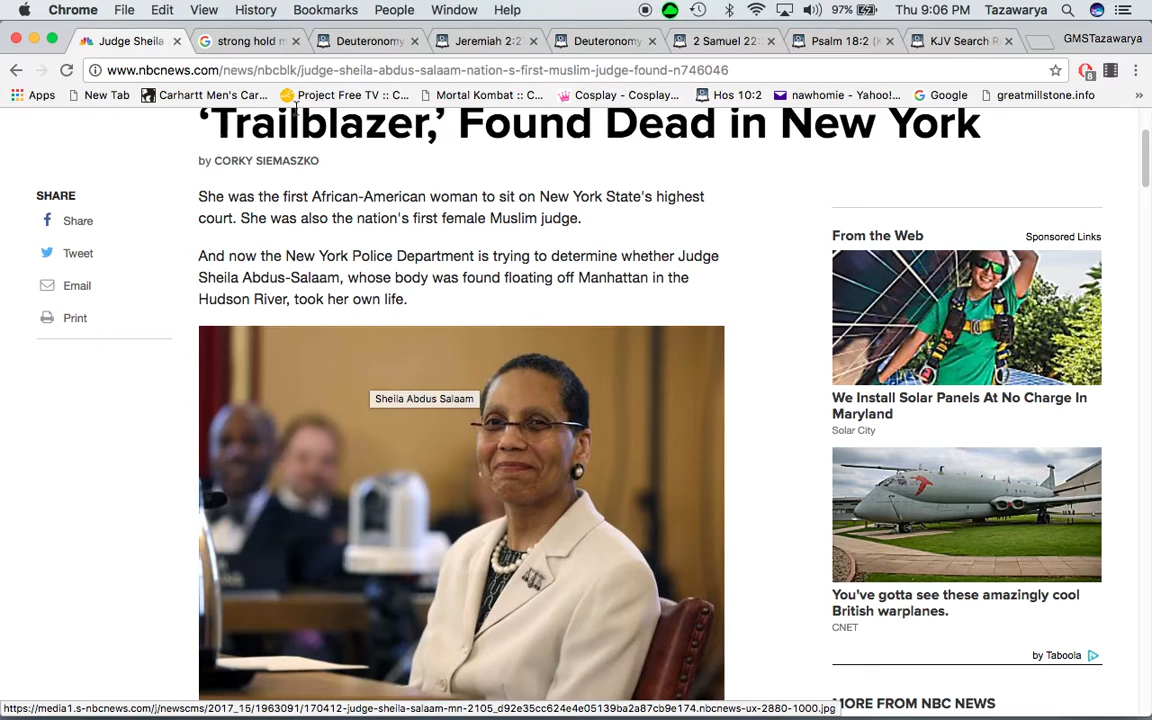 Chrome File Edit View History Bookmarks People Window Help 97% Thu 9:06 PM Tazawarya
Judge Sheila strong hold m Deuteronomy Jeremiah 2:2 Deuteronomy 2 Samuel 22: Psalm 18:2 (K KJV Search R GMSTazawarya
www.nbcnews.com/news/nbcblk/judge-sheila-abdus-salaam-nation-s-first-muslim-judge-found-n746046
Apps New Tab Carhartt Men's Car... Project Free TV :: C... Mortal Kombat :: C... Cosplay - Cosplay... Hos 10:2 nawhomie - Yahoo!... Google greatmillstone.info »
8
'Trailblazer,' Found Dead in New York
by CORKY SIEMASZKO
SHARE
Share
Tweet
Email
Print
She was the first African-American woman to sit on New York State's highest
court. She was also the nation's first female Muslim judge.
And now the New York Police Department is trying to determine whether Judge
Sheila Abdus-Salaam, whose body was found floating off Manhattan in the
Hudson River, took her own life.
Sheila Abdus Salaam
From the Web Sponsored Links
We Install Solar Panels At No Charge In
Maryland
Solar City
You've gotta see these amazingly cool
British warplanes.
CNET
by Taboola
MORE FROM NBC NEWS
https://media1.s-nbcnews.com/j/newscms/2017_15/1963091/170412-judge-sheila-salaam-mn-2105_d92e35cc624e4e05139ba2a87cb9e174.nbcnews-ux-2880-1000.jpg